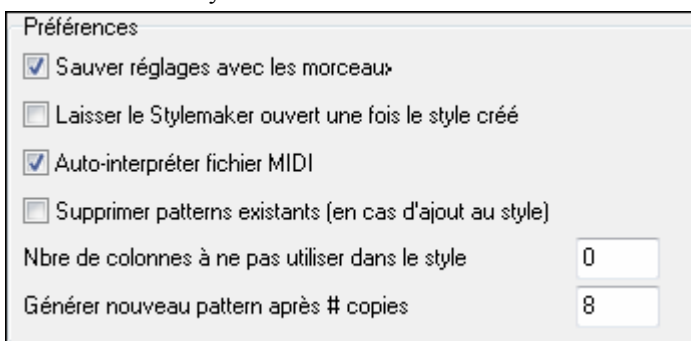 Préférences
Sauver réglages avec les morceaux
Laisser le Stylemaker ouvert une fois le style créé
Auto-interpréter fichier MIDI
Supprimer patterns existants (en cas d'ajout au style)
Nbre de colonnes à ne pas utiliser dans le style 0
Générer nouveau pattern après # copies 8